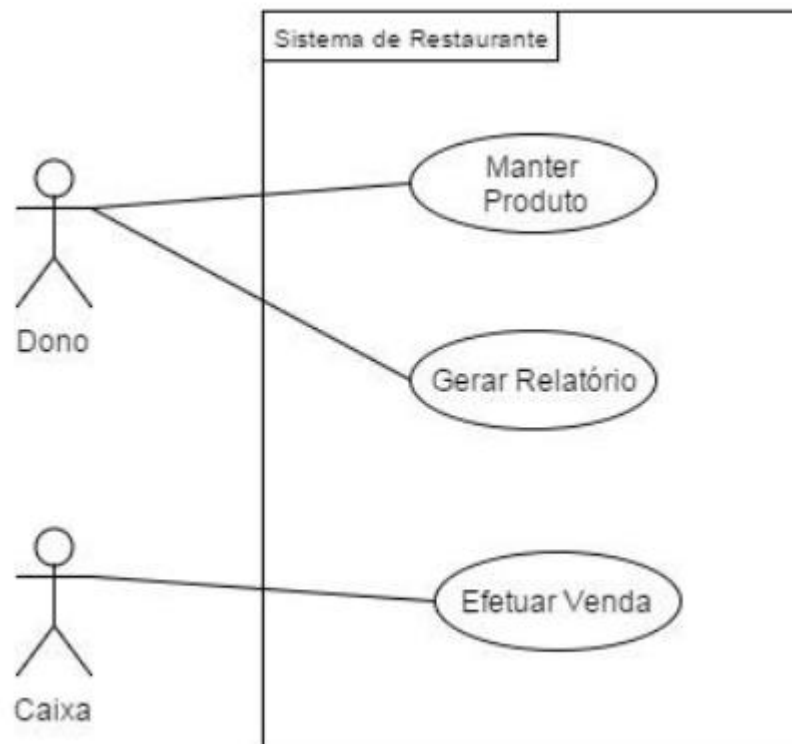 Sistema de Restaurante
Manter
Produto
Dono
Gerar Relatório
Efetuar Venda
Caixa